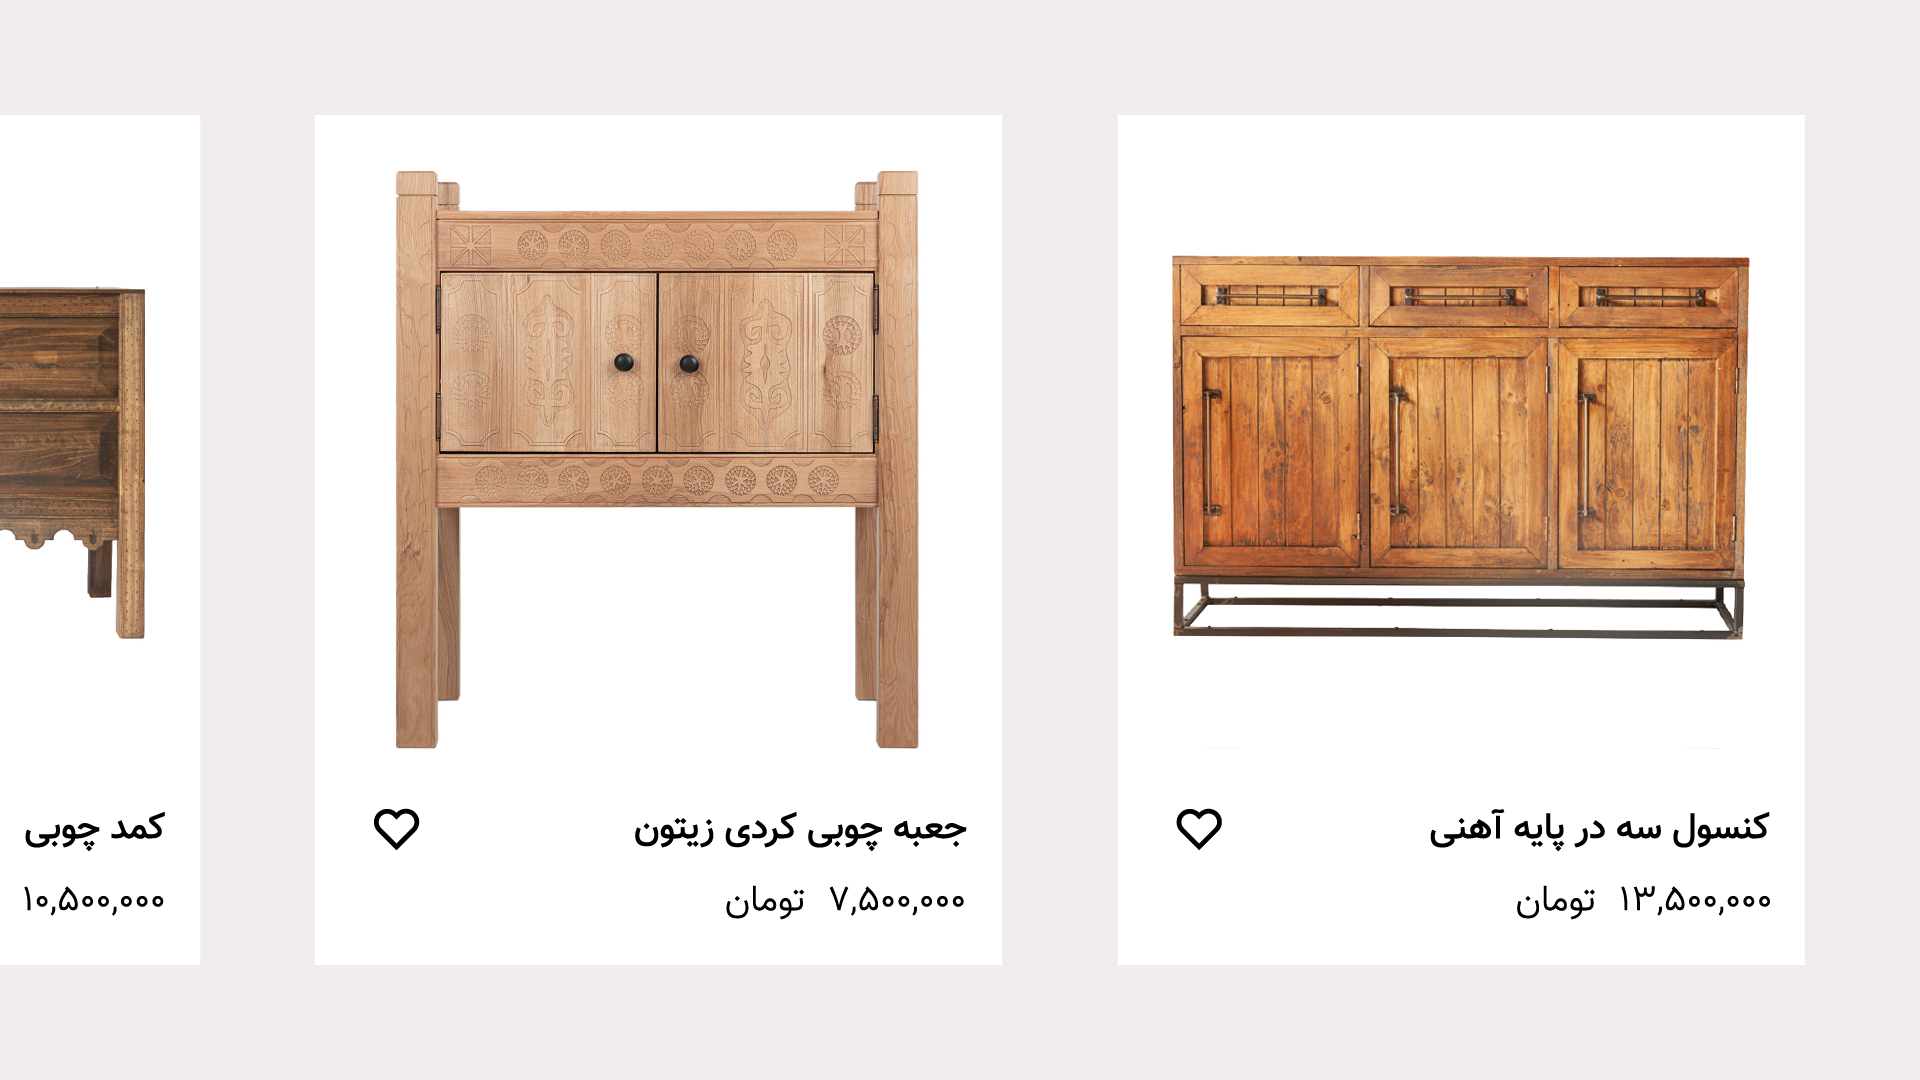 کنسول سه در پایه آهنی
۱۳,۵۰۰,۰۰۰ تومان
جعبه چوبی کردی زیتون
۷,۵۰۰,۰۰۰ تومان
کمد چوبی
۱۰,۵۰۰,۰۰۰